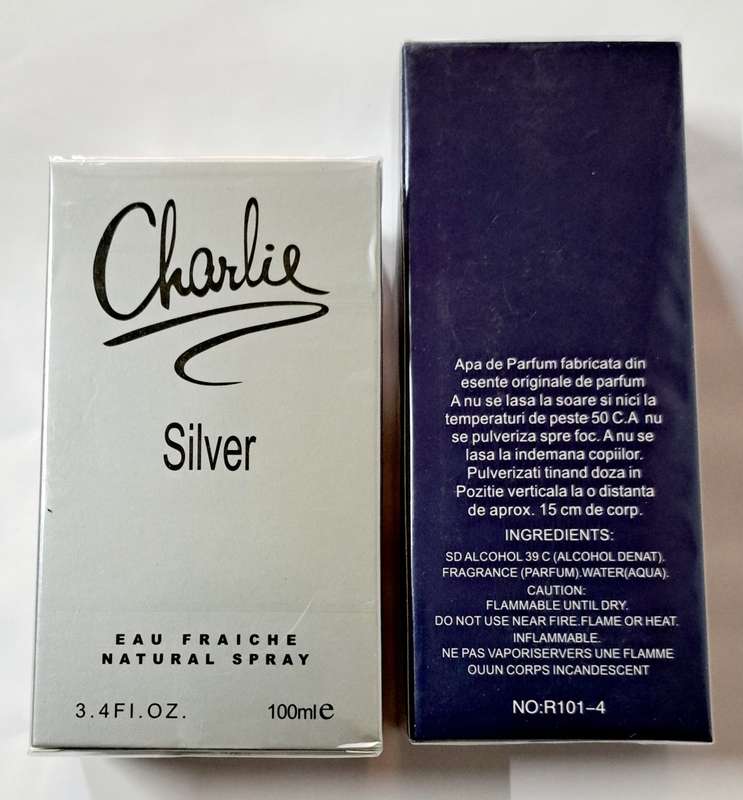 Charlie
Silver
EAU FRAICHE
NATURAL SPRAY
3.4Fl.OZ. 100ml e
Apa de Parfum fabricata din
esente originale de parfum
A nu se lasa la soare si nici la
temperaturi de peste 50 C.A nu
se pulveriza spre foc. A nu se
lasa la indemana copiilor.
Pulverizati tinand doza in
Pozitie verticala la o distanta
de aprox. 15 cm de corp.
INGREDIENTS:
SD ALCOHOL 39 C (ALCOHOL DENAT).
FRAGRANCE (PARFUM).WATER(AQUA).
CAUTION:
FLAMMABLE UNTIL DRY.
DO NOT USE NEAR FIRE.FLAME OR HEAT.
INFLAMMABLE.
NE PAS VAPORISERVERS UNE FLAMME
OUUN CORPS INCANDESCENT
NO:R101-4